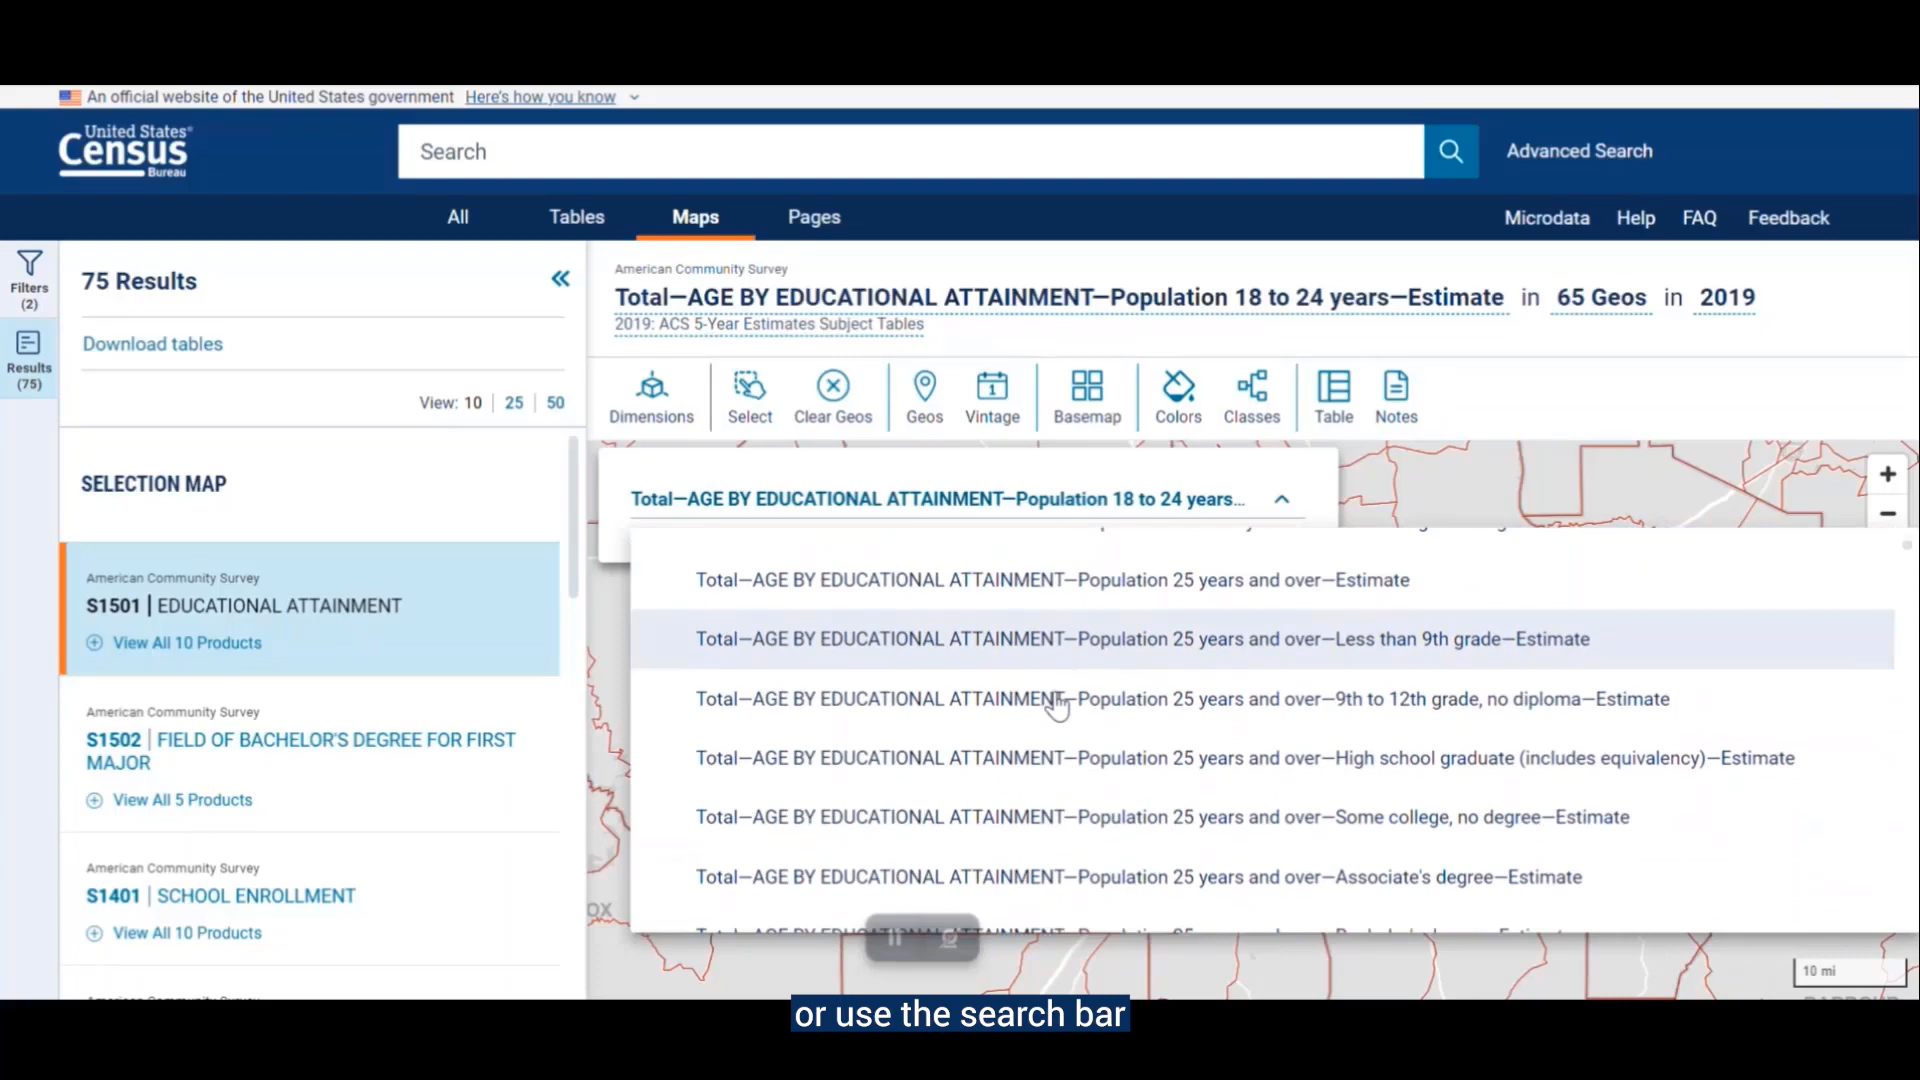 An official website of the United States government Here's how you know
United States®
Census
Bureau
Search
Advanced Search
All Tables Maps Pages
Microdata Help FAQ Feedback
Filters
(2)
Results
(75)
75 Results
Download tables
View: 10 | 25 | 50
SELECTION MAP
American Community Survey
S1501 | EDUCATIONAL ATTAINMENT
View All 10 Products
American Community Survey
S1502 | FIELD OF BACHELOR'S DEGREE FOR FIRST
MAJOR
View All 5 Products
American Community Survey
S1401 | SCHOOL ENROLLMENT
View All 10 Products
American Community Survey
Total—AGE BY EDUCATIONAL ATTAINMENT—Population 18 to 24 years—Estimate in 65 Geos in 2019
2019: ACS 5-Year Estimates Subject Tables
Dimensions Select Clear Geos Geos Vintage Basemap Colors Classes Table Notes
Total—AGE BY EDUCATIONAL ATTAINMENT—Population 18 to 24 years...
Total—AGE BY EDUCATIONAL ATTAINMENT—Population 25 years and over—Estimate
Total—AGE BY EDUCATIONAL ATTAINMENT—Population 25 years and over—Less than 9th grade—Estimate
Total—AGE BY EDUCATIONAL ATTAINMENT—Population 25 years and over—9th to 12th grade, no diploma—Estimate
Total—AGE BY EDUCATIONAL ATTAINMENT—Population 25 years and over—High school graduate (includes equivalency)—Estimate
Total—AGE BY EDUCATIONAL ATTAINMENT—Population 25 years and over—Some college, no degree—Estimate
Total—AGE BY EDUCATIONAL ATTAINMENT—Population 25 years and over—Associate's degree—Estimate
10 mi
or use the search bar